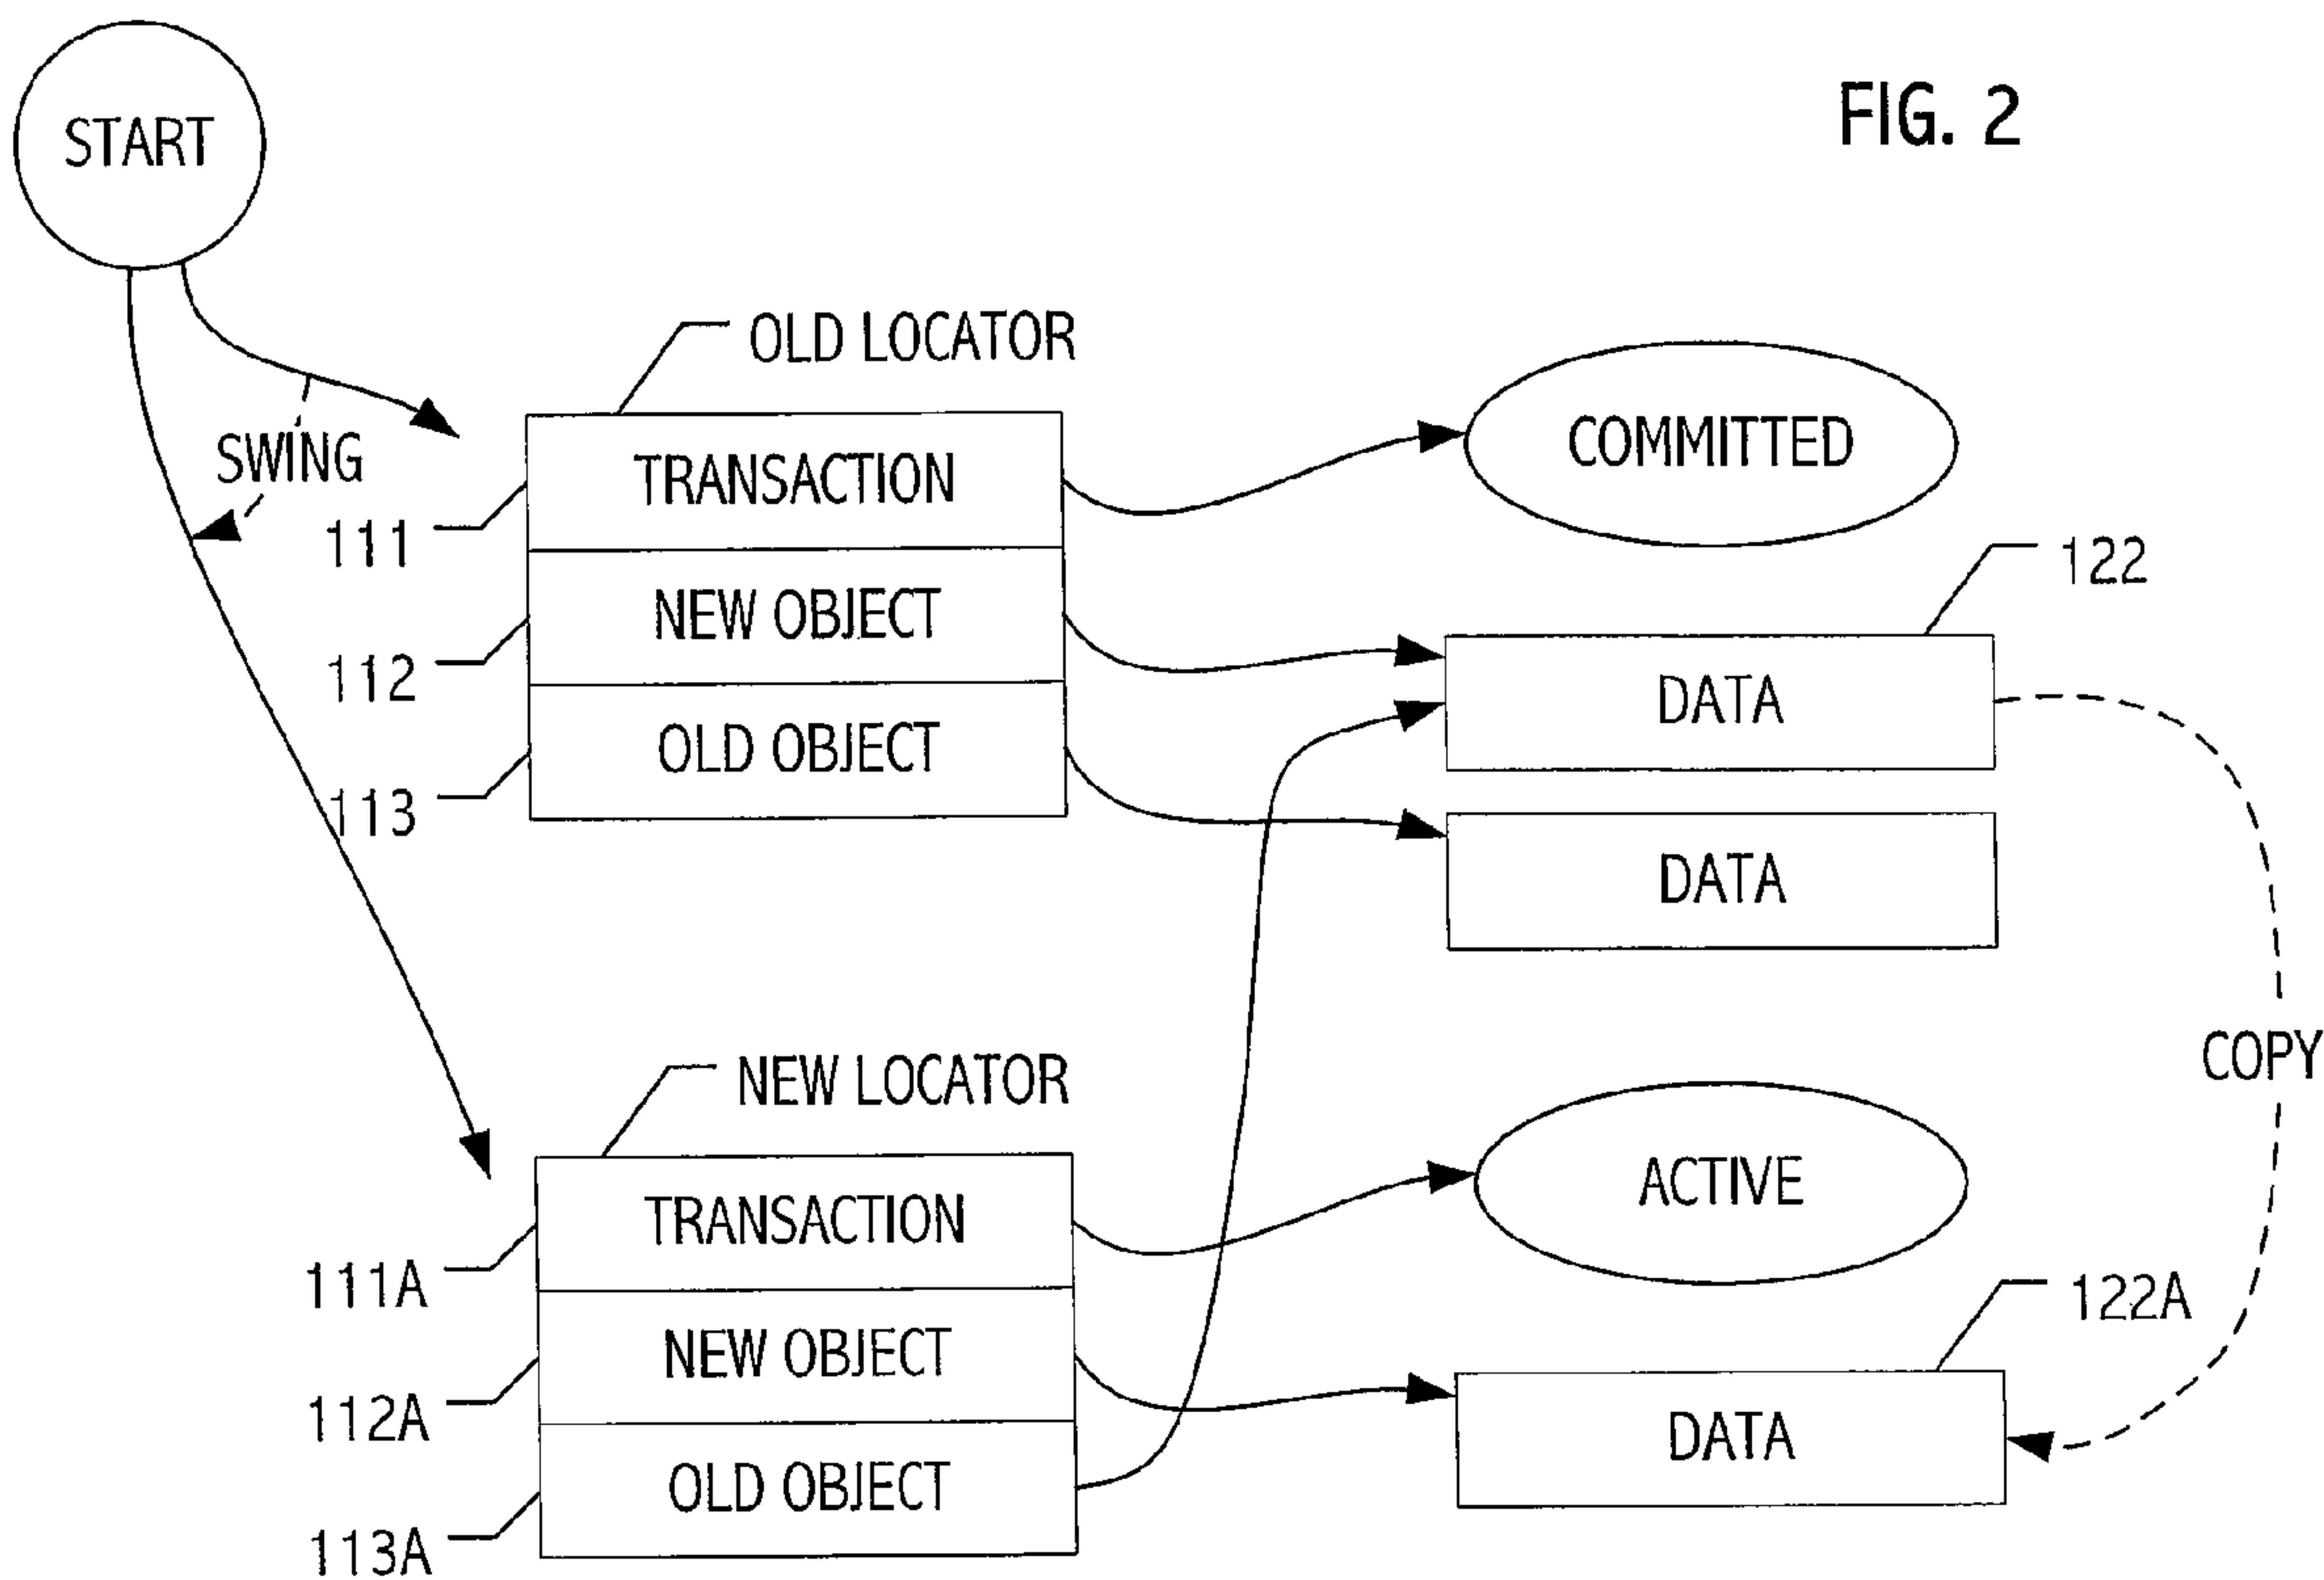 START
FIG. 2
OLD LOCATOR
SWING
TRANSACTION
COMMITTED
111
NEW OBJECT
122
112
DATA
OLD OBJECT
113
DATA
COPY
NEW LOCATOR
TRANSACTION
ACTIVE
111A
122A
NEW OBJECT
112A
DATA
OLD OBJECT
113A